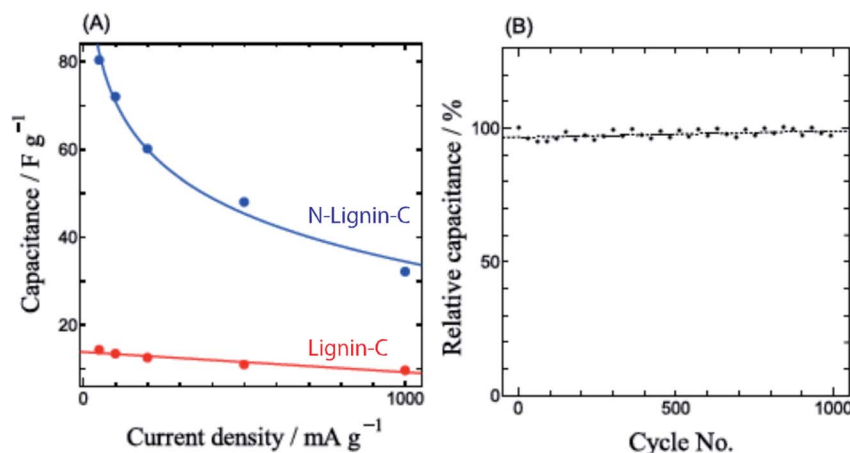 (A)
80
60
40
20
0
1000
Capacitance / F g⁻¹
N-Lignin-C
Lignin-C
Current density / mA g⁻¹
(B)
100
50
0
0
500
1000
Relative capacitance / %
Cycle No.